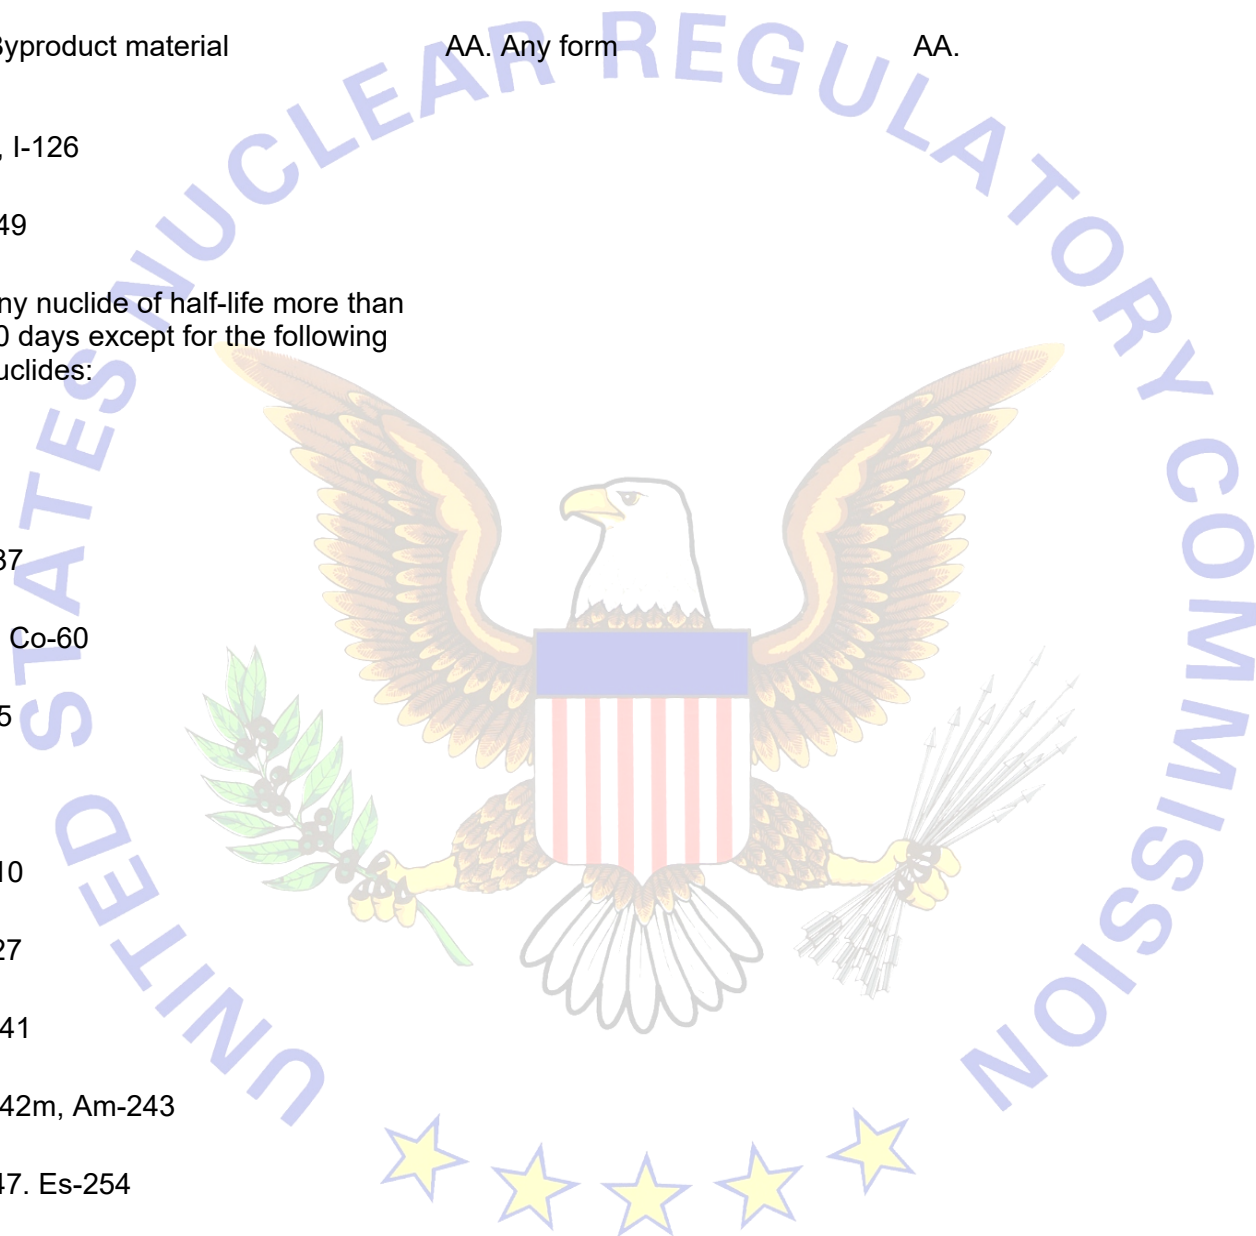 Byproduct material AA. Any form AA.
, I-126
49
ny nuclide of half-life more than
0 days except for the following
uclides:
37
Co-60
5
10
27
41
42m, Am-243
47. Es-254
UNITED STATES NUCLEAR REGULATORY COMMISSION